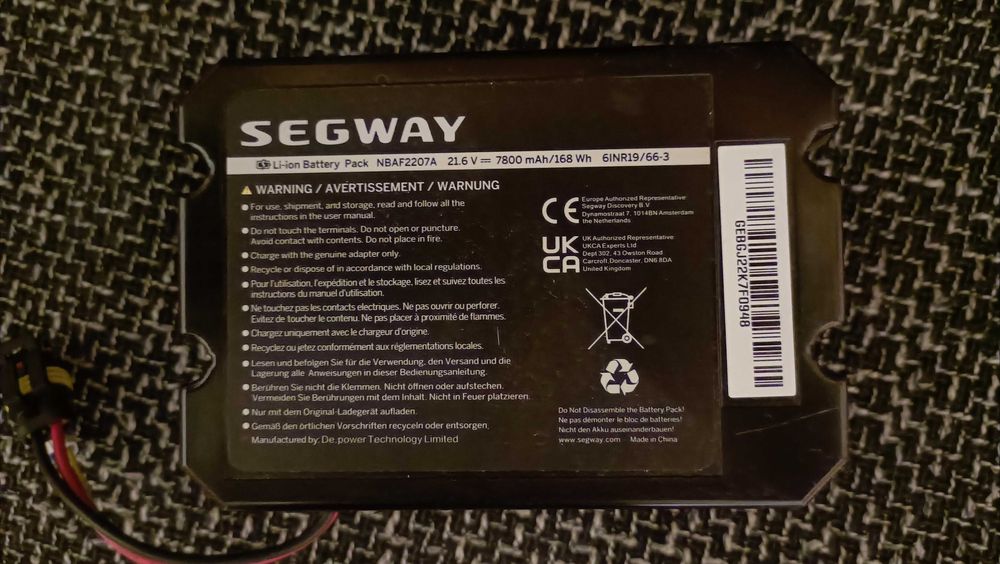 SEGWAY
Li-ion Battery Pack NBAF2207A 21.6 V⎓ 7800 mAh/168 Wh 6INR19/66-3
WARNING / AVERTISSEMENT / WARNUNG
● For use, shipment, and storage, read and follow all the
instructions in the user manual.
● Do not touch the terminals. Do not open or puncture.
Avoid contact with contents. Do not place in fire.
● Charge with the genuine adapter only.
● Recycle or dispose of in accordance with local regulations.
● Pour l'utilisation, l'expédition et le stockage, lisez et suivez toutes les
instructions du manuel d'utilisation.
● Ne touchez pas les contacts electriques. Ne pas ouvrir ou perforer.
Evitez de toucher le contenu. Ne pas placer à proximité de flammes.
● Chargez uniquement avec le chargeur d'origine.
● Recyclez ou jetez conformément aux réglementations locales.
● Lesen und befolgen Sie für die Verwendung, den Versand und die
Lagerung alle Anweisungen in dieser Bedienungsanleitung.
● Berühren Sie nicht die Klemmen. Nicht öffnen oder aufstechen.
Vermeiden Sie Berührungen mit dem Inhalt. Nicht in Feuer platzieren.
● Nur mit dem Original-Ladegerät aufladen.
● Gemäß den örtlichen Vorschriften recyceln oder entsorgen.
Manufactured by: De power Technology Limited
CE
Europe Authorized Representative
Segway Discovery B.V.
Dynamostraat 7, 1014BN Amsterdam
the Netherlands
UK
CA
UK Authorized Representative
UKCA Experts Ltd
Dept 302, 43 Owston Road
Carcroft, Doncaster, DN6 8DA
United Kingdom
Do Not Disassemble the Battery Pack!
Ne pas démonter le bloc de batteries!
Nicht den Akku auseinanderbauen!
www.segway.com Made in China
GEBGJ22K7F0948